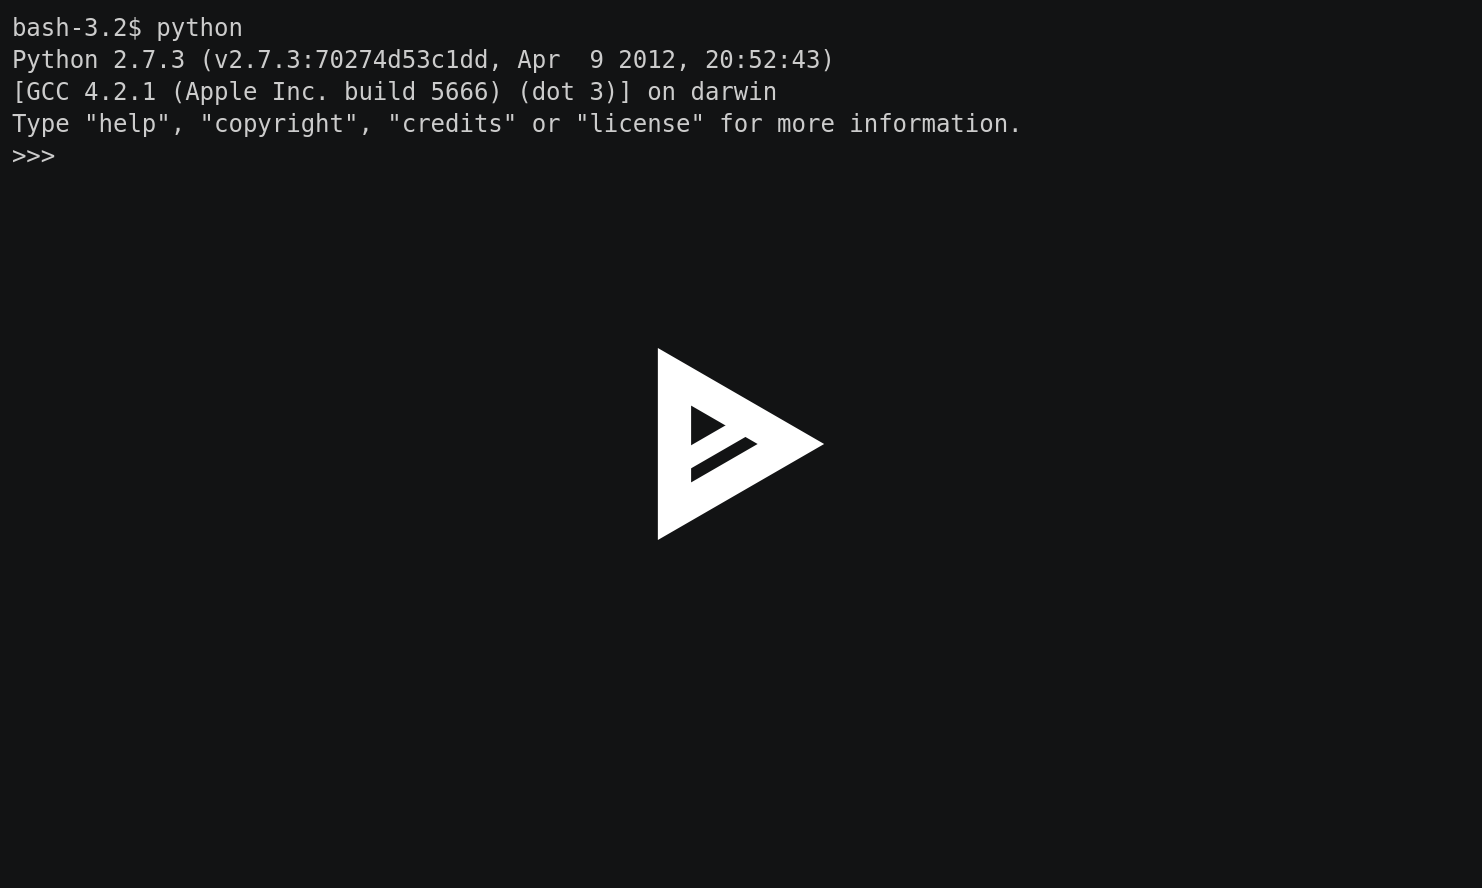 bash-3.2$ python
Python 2.7.3 (v2.7.3:70274d53c1dd, Apr  9 2012, 20:52:43)
[GCC 4.2.1 (Apple Inc. build 5666) (dot 3)] on darwin
Type "help", "copyright", "credits" or "license" for more information.
>>>